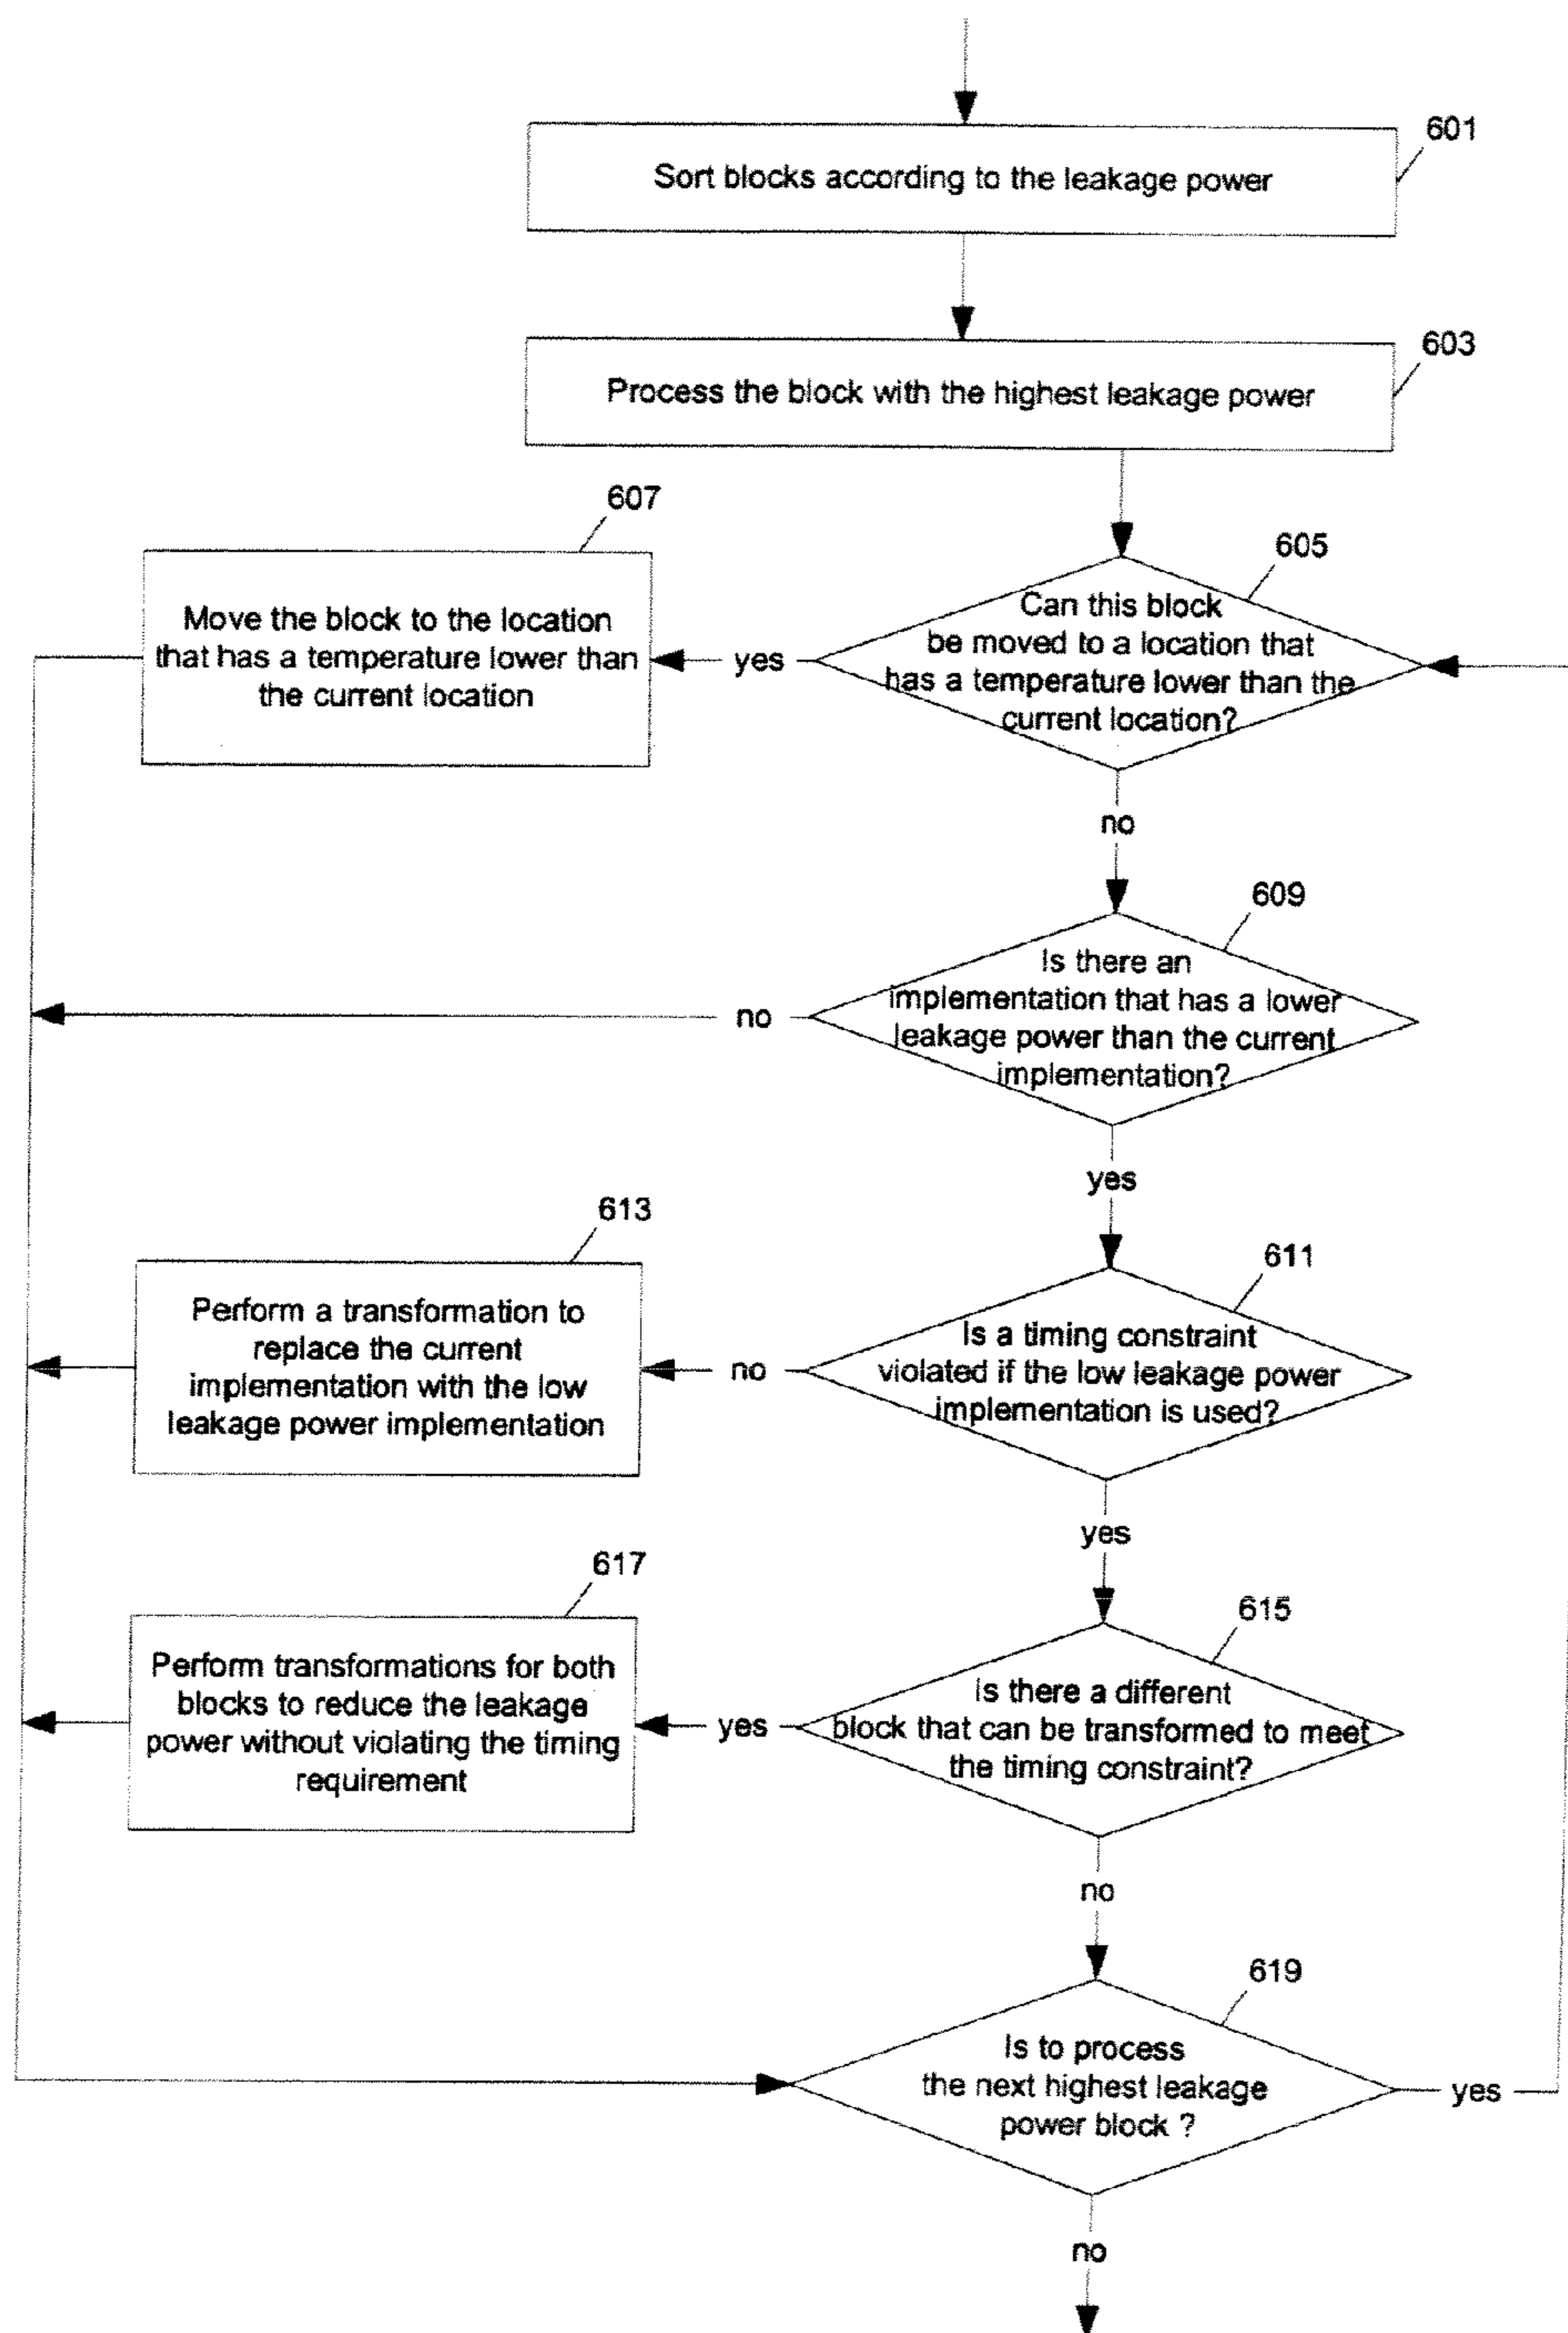 601
Sort blocks according to the leakage power
603
Process the block with the highest leakage power
607
605
Move the block to the location
that has a temperature lower than
the current location
yes
Can this block
be moved to a location that
has a temperature lower than the
current location?
no
609
Is there an
implementation that has a lower
leakage power than the current
implementation?
no
yes
613
611
Perform a transformation to
replace the current
implementation with the low
leakage power implementation
no
Is a timing constraint
violated if the low leakage power
implementation is used?
yes
617
615
Perform transformations for both
blocks to reduce the leakage
power without violating the timing
requirement
yes
Is there a different
block that can be transformed to meet
the timing constraint?
no
619
Is to process
the next highest leakage
power block ?
yes
no